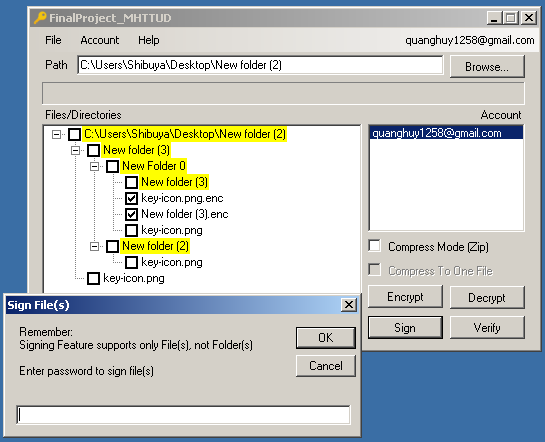 FinalProject_MHTTUD
File Account Help quanghuy1258@gmail.com
Path C:\Users\Shibuya\Desktop\New folder (2) Browse...
Files/Directories Account
C:\Users\Shibuya\Desktop\New folder (2)
New folder (3)
New Folder 0
New folder (3)
key-icon.png.enc
New folder (3).enc
key-icon.png
New folder (2)
key-icon.png
key-icon.png
quanghuy1258@gmail.com
Compress Mode (Zip)
Compress To One File
Encrypt Decrypt
Sign Verify
Sign File(s)
Remember:
Signing Feature supports only File(s), not Folder(s)
Enter password to sign file(s)
OK
Cancel